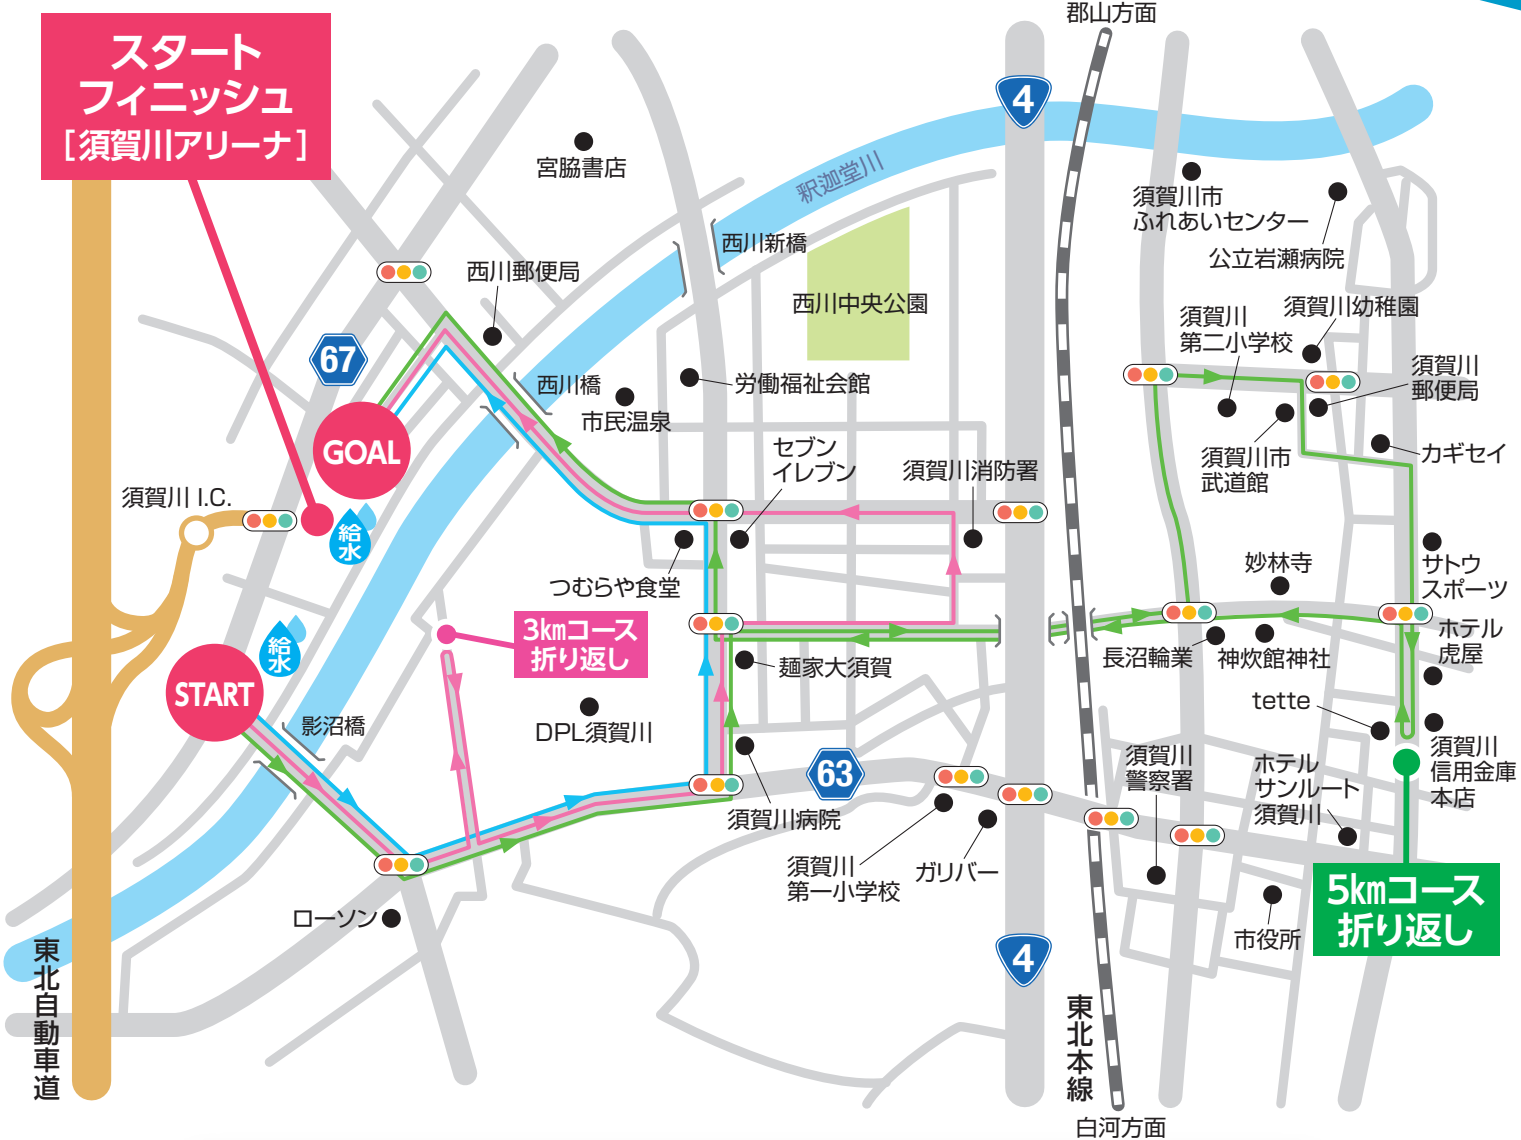 郡山方面
スタート
フィニッシュ
[須賀川アリーナ]
4
宮脇書店
釈迦堂川
須賀川市
ふれあいセンター
公立岩瀬病院
西川新橋
西川郵便局
西川中央公園
須賀川
第二小学校
須賀川幼稚園
須賀川
郵便局
67
西川橋
市民温泉
労働福祉会館
GOAL
セブン
イレブン
須賀川消防署
須賀川市
武道館
カギセイ
須賀川 I.C.
給
水
つむらや食堂
妙林寺
サトウ
スポーツ
給
水
3kmコース
折り返し
START
麺家大須賀
長沼輪業
神炊館神社
ホテル
虎屋
影沼橋
DPL須賀川
tette
63
須賀川
警察署
ホテル
サンルート
須賀川
須賀川
信用金庫
本店
須賀川病院
須賀川
第一小学校
ガリバー
5kmコース
折り返し
ローソン
市役所
4
東北自動車道
東北本線
白河方面